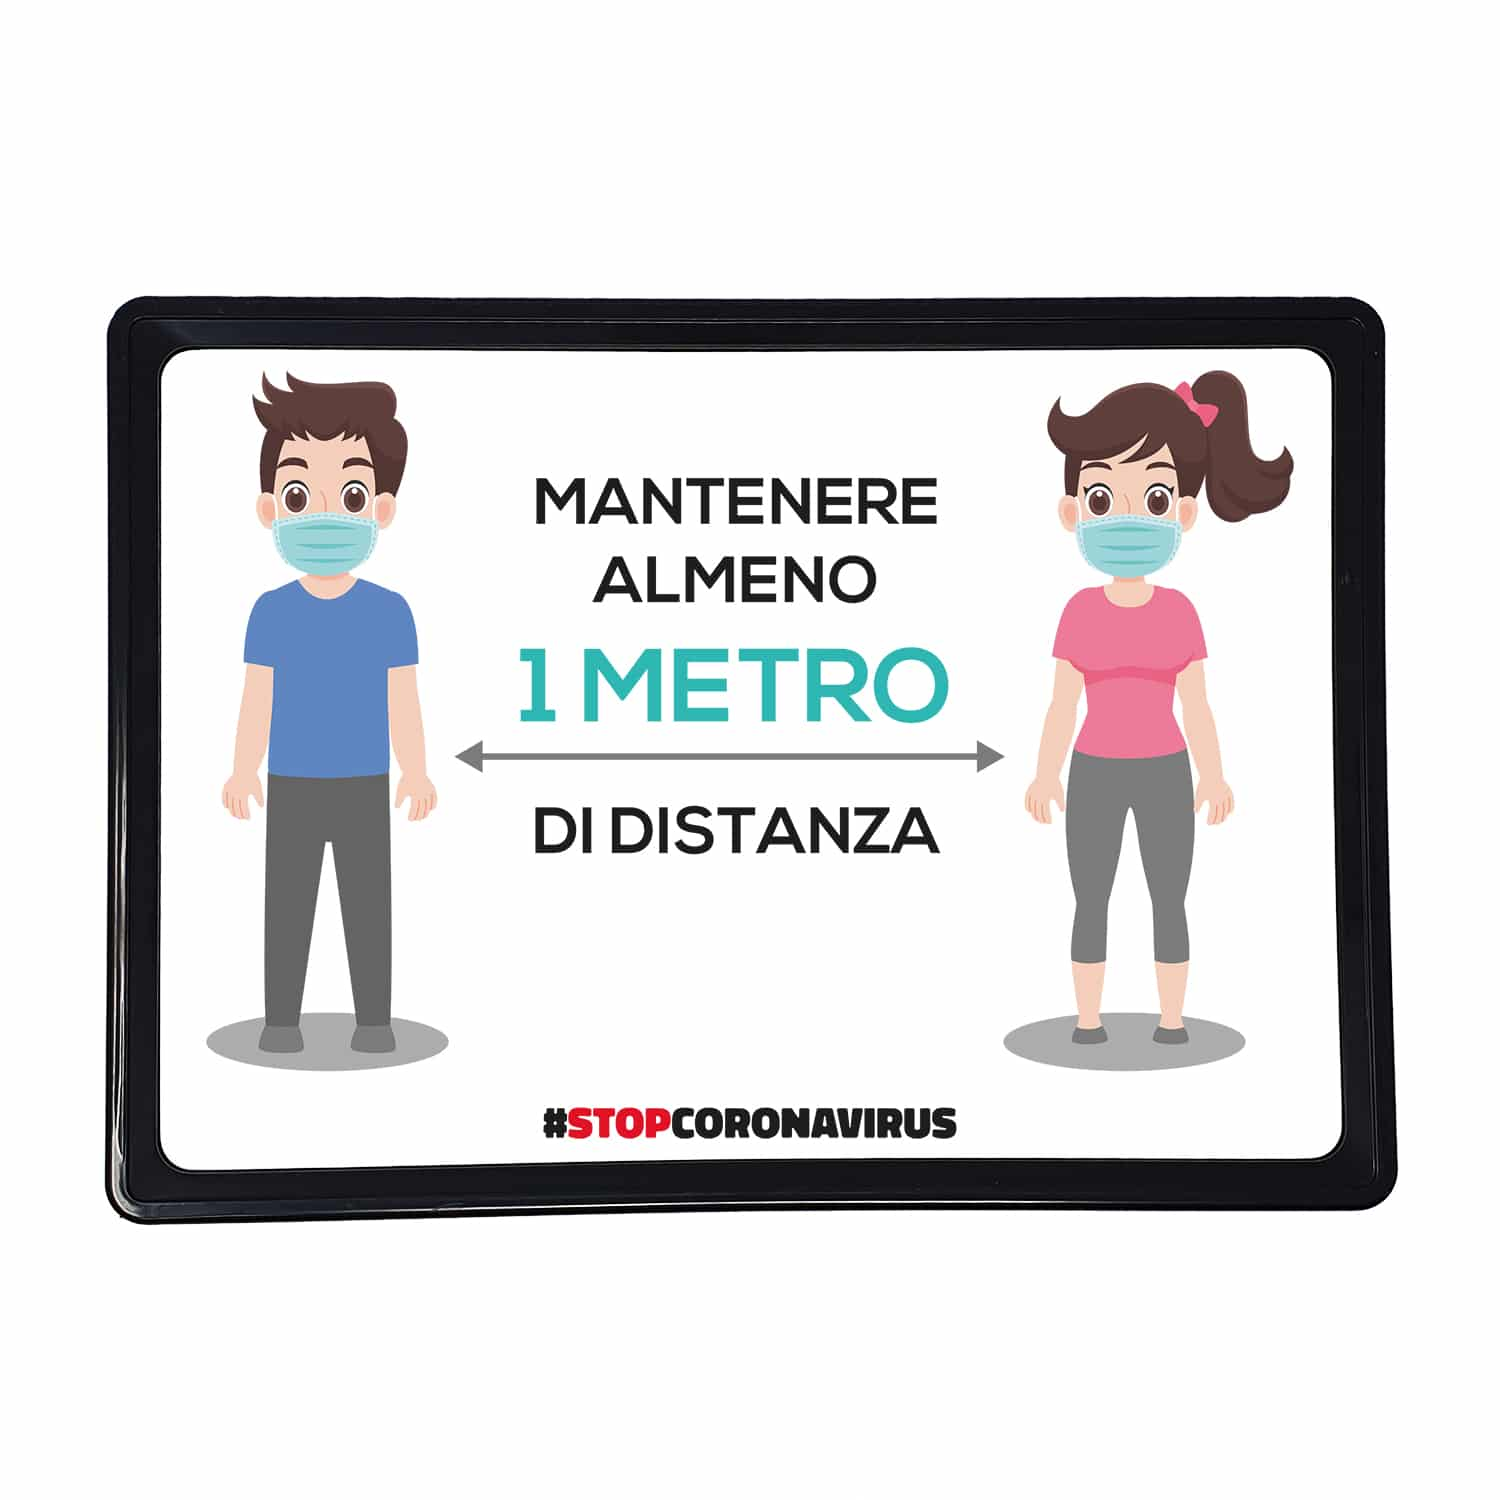 MANTENERE
ALMENO
1 METRO
DI DISTANZA
#STOPCORONAVIRUS